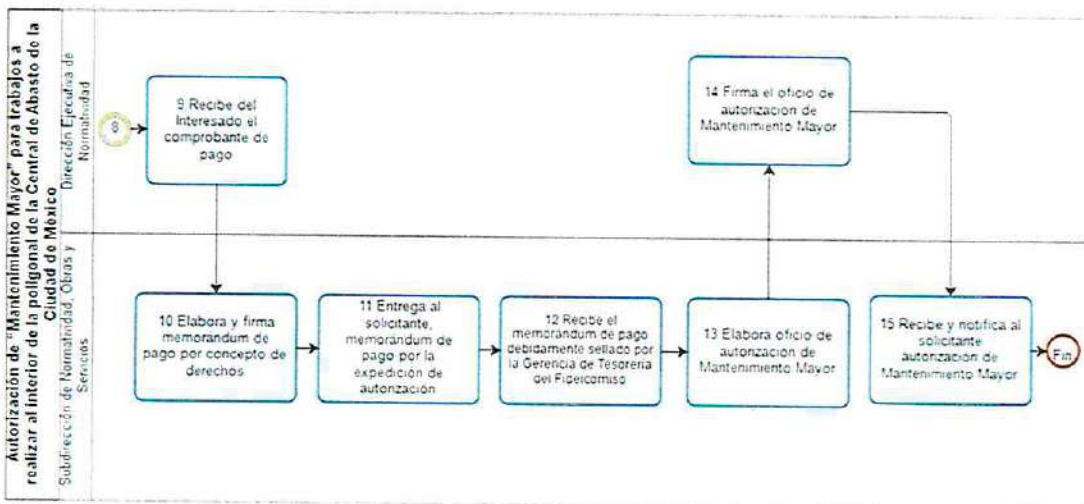 Autorización de "Mantenimiento Mayor" para trabajos a
realizar al interior de la poligonal de la Central de Abasto de la
Ciudad de México
Dirección Ejecutiva de
Normatividad
8
9 Recibe del
Interesado el
comprobante de
pago
14 Firma el oficio de
autorización de
Mantenimiento Mayor
Subdirección de Normatividad, Obras y
Servicios
10 Elabora y firma
memorándum de
pago por concepto de
derechos
11 Entrega al
solicitante,
memorándum de
pago por la
expedición de
autorización
12 Recibe el
memorándum de pago
debidamente sellado por
la Gerencia de Tesorería
del Fideicomiso
13 Elabora oficio de
autorización de
Mantenimiento Mayor
15 Recibe y notifica al
solicitante
autorización de
Mantenimiento Mayor
Fin